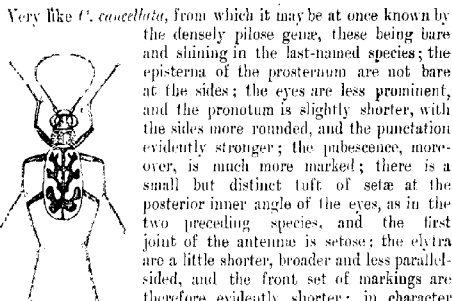 Very like C. cancellata, from which it may be at once known by
the densely pilose genæ, these being bare
and shining in the last-named species; the
episterna of the prosternum are not bare
at the sides; the eyes are less prominent,
and the pronotum is slightly shorter, with
the sides more rounded, and the punctation
evidently stronger; the pubescence, more-
over, is much more marked; there is a
small but distinct tuft of setæ at the
posterior inner angle of the eyes, as in the
two preceding species, and the first
joint of the antennæ is setose; the elytra
are a little shorter, broader and less parallel-
sided, and the front set of markings are
therefore evidently shorter; in character